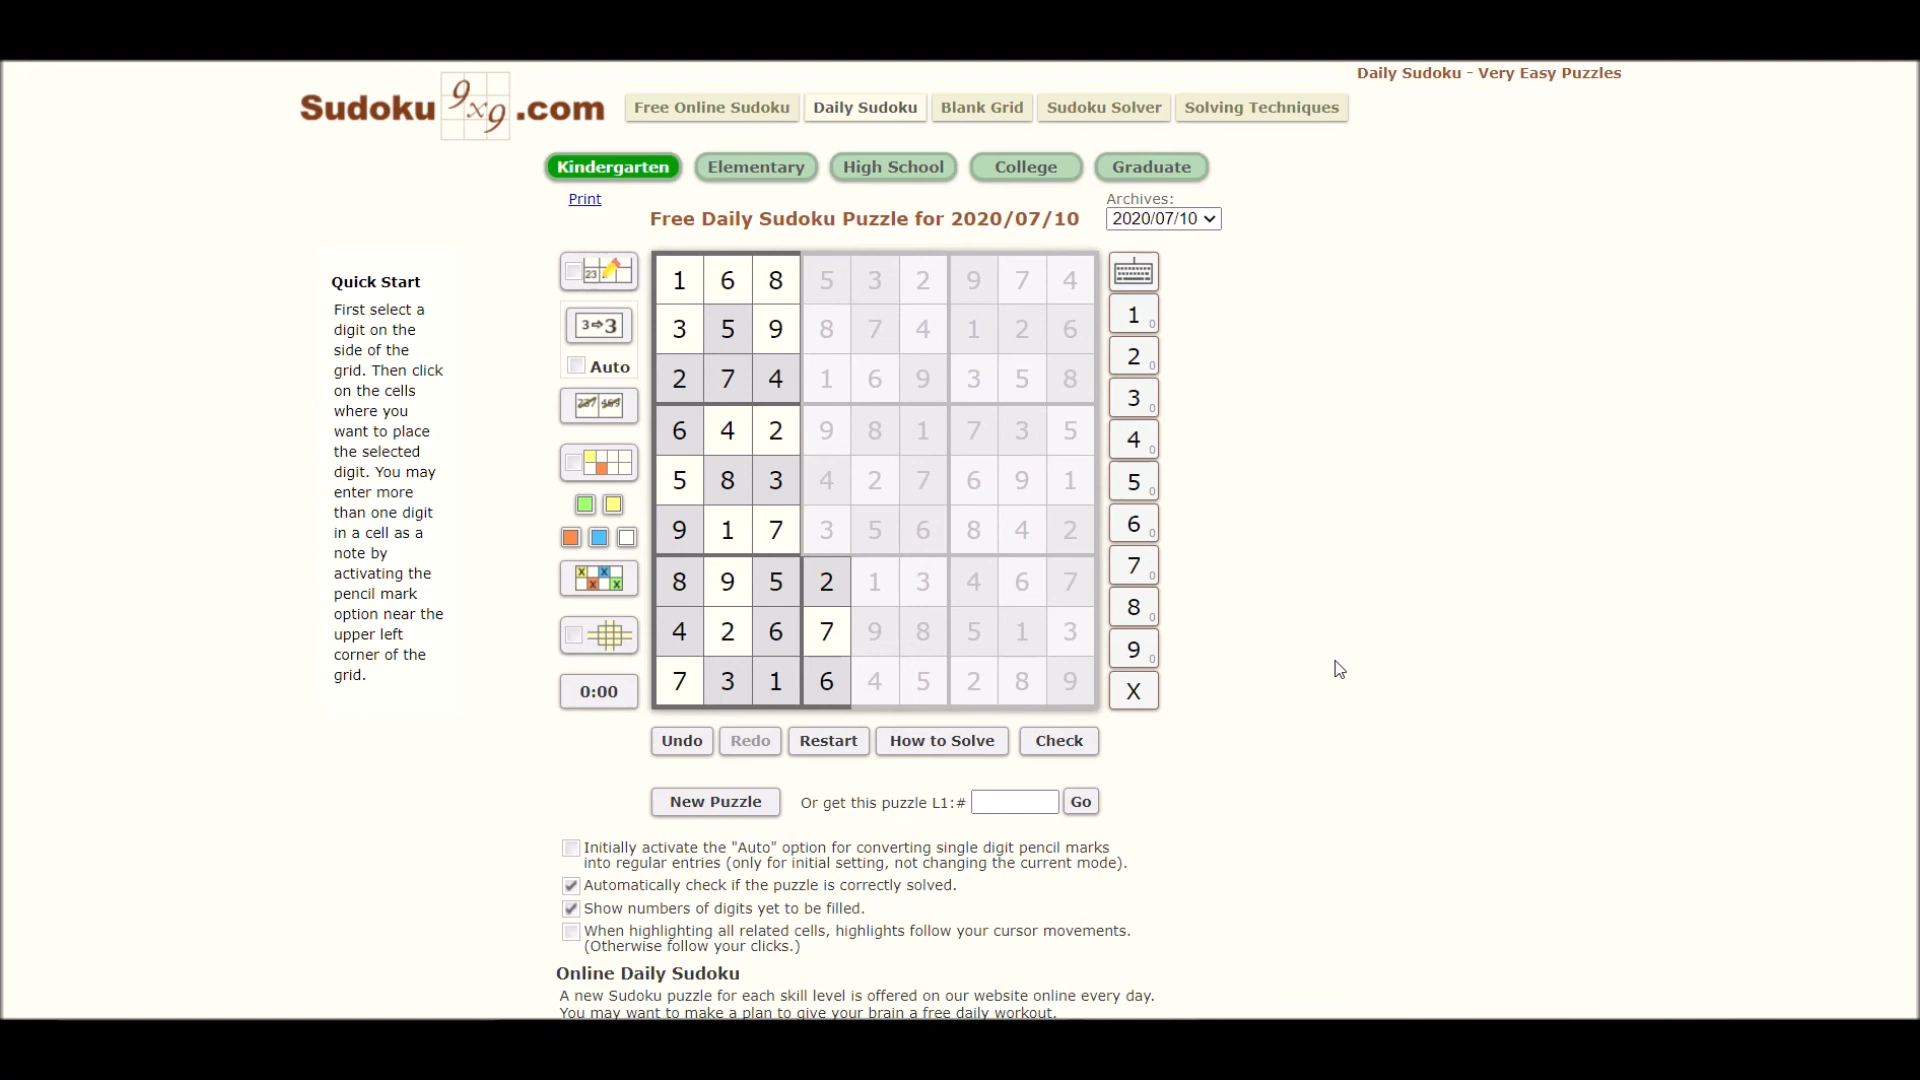 Daily Sudoku - Very Easy Puzzles
Sudoku 9x9 .com
Free Online Sudoku Daily Sudoku Blank Grid Sudoku Solver Solving Techniques
Kindergarten Elementary High School College Graduate
Print
Archives:
Free Daily Sudoku Puzzle for 2020/07/10
2020/07/10
Quick Start
First select a
digit on the
side of the
grid. Then click
on the cells
where you
want to place
the selected
digit. You may
enter more
than one digit
in a cell as a
note by
activating the
pencil mark
option near the
upper left
corner of the
grid.
23
3⇨3
Auto
X X
X X
0:00
1 6 8 5 3 2 9 7 4
3 5 9 8 7 4 1 2 6
2 7 4 1 6 9 3 5 8
6 4 2 9 8 1 7 3 5
5 8 3 4 2 7 6 9 1
9 1 7 3 5 6 8 4 2
8 9 5 2 1 3 4 6 7
4 2 6 7 9 8 5 1 3
7 3 1 6 4 5 2 8 9
1 0
2 0
3 0
4 0
5 0
6 0
7 0
8 0
9 0
X
Undo Redo Restart How to Solve Check
New Puzzle Or get this puzzle L1:# Go
Initially activate the "Auto" option for converting single digit pencil marks
into regular entries (only for initial setting, not changing the current mode).
Automatically check if the puzzle is correctly solved.
Show numbers of digits yet to be filled.
When highlighting all related cells, highlights follow your cursor movements.
(Otherwise follow your clicks.)
Online Daily Sudoku
A new Sudoku puzzle for each skill level is offered on our website online every day.
You may want to make a plan to give your brain a free daily workout.